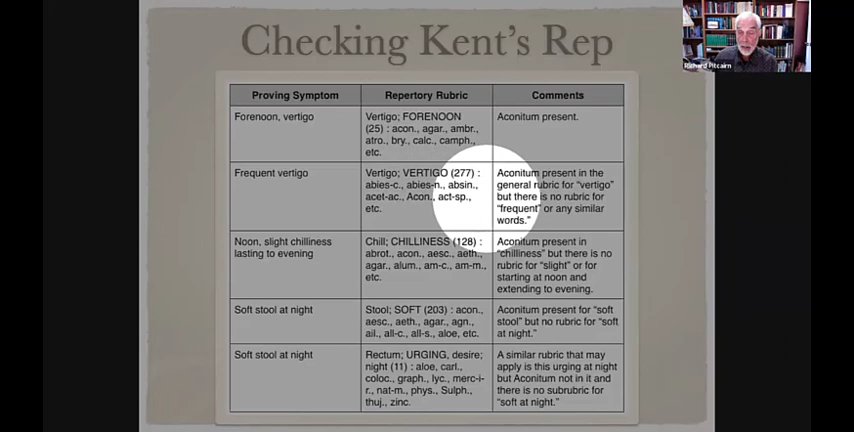 Checking Kent's Rep
Richard Pitcairn
Proving Symptom
Repertory Rubric
Comments
Forenoon, vertigo
Vertigo; FORENOON
(25) : acon., agar., ambr.,
atro., bry., calc., camph.,
etc.
Aconitum present.
Frequent vertigo
Vertigo; VERTIGO (277) :
abies-c., abies-n., absin.,
acet-ac., Acon., act-sp.,
etc.
Aconitum present in the
general rubric for "vertigo"
but there is no rubric for
"frequent" or any similar
words."
Noon, slight chilliness
lasting to evening
Chill; CHILLINESS (128) :
abrot., acon., aesc., aeth.,
agar., alum., am-c., am-m.,
etc.
Aconitum present in
"chilliness" but there is no
rubric for "slight" or for
starting at noon and
extending to evening.
Soft stool at night
Stool; SOFT (203) : acon.,
aesc., aeth., agar., agn.,
ail., all-c., all-s., aloe, etc.
Aconitum present for "soft
stool" but no rubric for "soft
at night."
Soft stool at night
Rectum; URGING, desire;
night (11) : aloe, carl.,
coloc., graph., lyc., merc-i-
r., nat-m., phys., Sulph.,
thuj., zinc.
A similar rubric that may
apply is this urging at night
but Aconitum not in it and
there is no subrubric for
"soft at night."